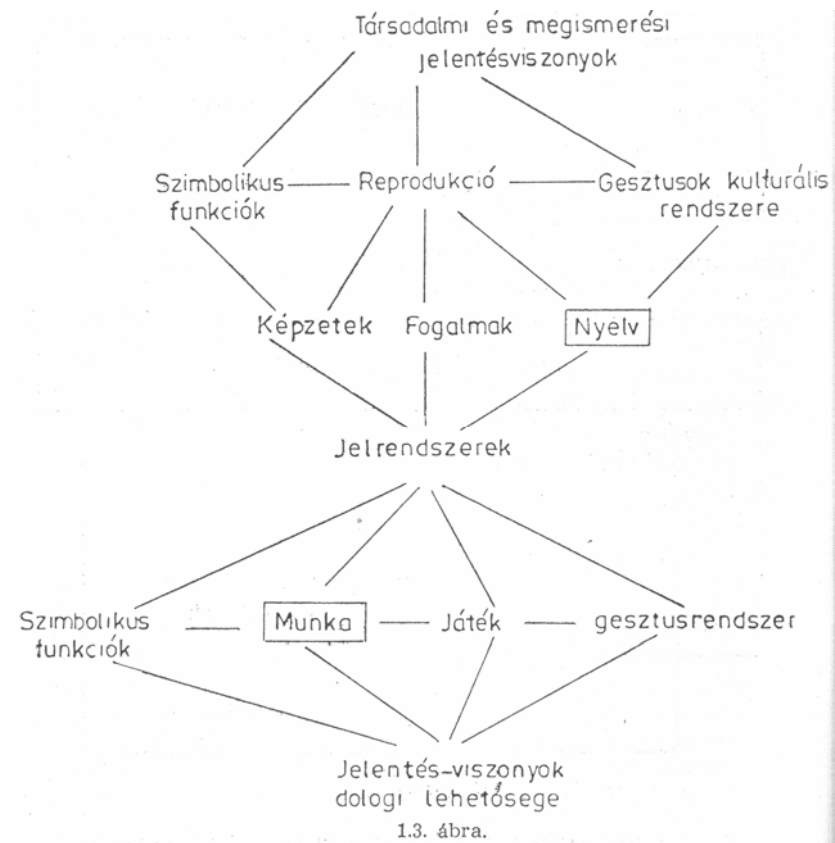 Társadalmi és megismerési
jelentésviszonyok
Szimbolikus
funkciók
Reprodukció
Gesztusok kulturális
rendszere
Képzetek
Fogalmak
Nyelv
Jelrendszerek
Szimbolikus
funkciók
Munka
Játék
gesztusrendszer
Jelentés-viszonyok
dologi lehetősége
1.3. ábra.